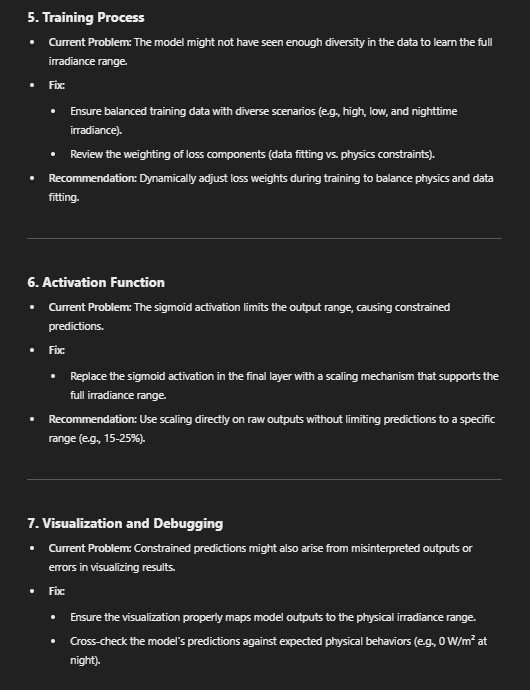 5. Training Process
• Current Problem: The model might not have seen enough diversity in the data to learn the full
irradiance range.
• Fix:
• Ensure balanced training data with diverse scenarios (e.g., high, low, and nighttime
irradiance).
• Review the weighting of loss components (data fitting vs. physics constraints).
• Recommendation: Dynamically adjust loss weights during training to balance physics and data
fitting.
6. Activation Function
• Current Problem: The sigmoid activation limits the output range, causing constrained
predictions.
• Fix:
• Replace the sigmoid activation in the final layer with a scaling mechanism that supports the
full irradiance range.
• Recommendation: Use scaling directly on raw outputs without limiting predictions to a specific
range (e.g., 15-25%).
7. Visualization and Debugging
• Current Problem: Constrained predictions might also arise from misinterpreted outputs or
errors in visualizing results.
• Fix:
• Ensure the visualization properly maps model outputs to the physical irradiance range.
• Cross-check the model's predictions against expected physical behaviors (e.g., 0 W/m² at
night).